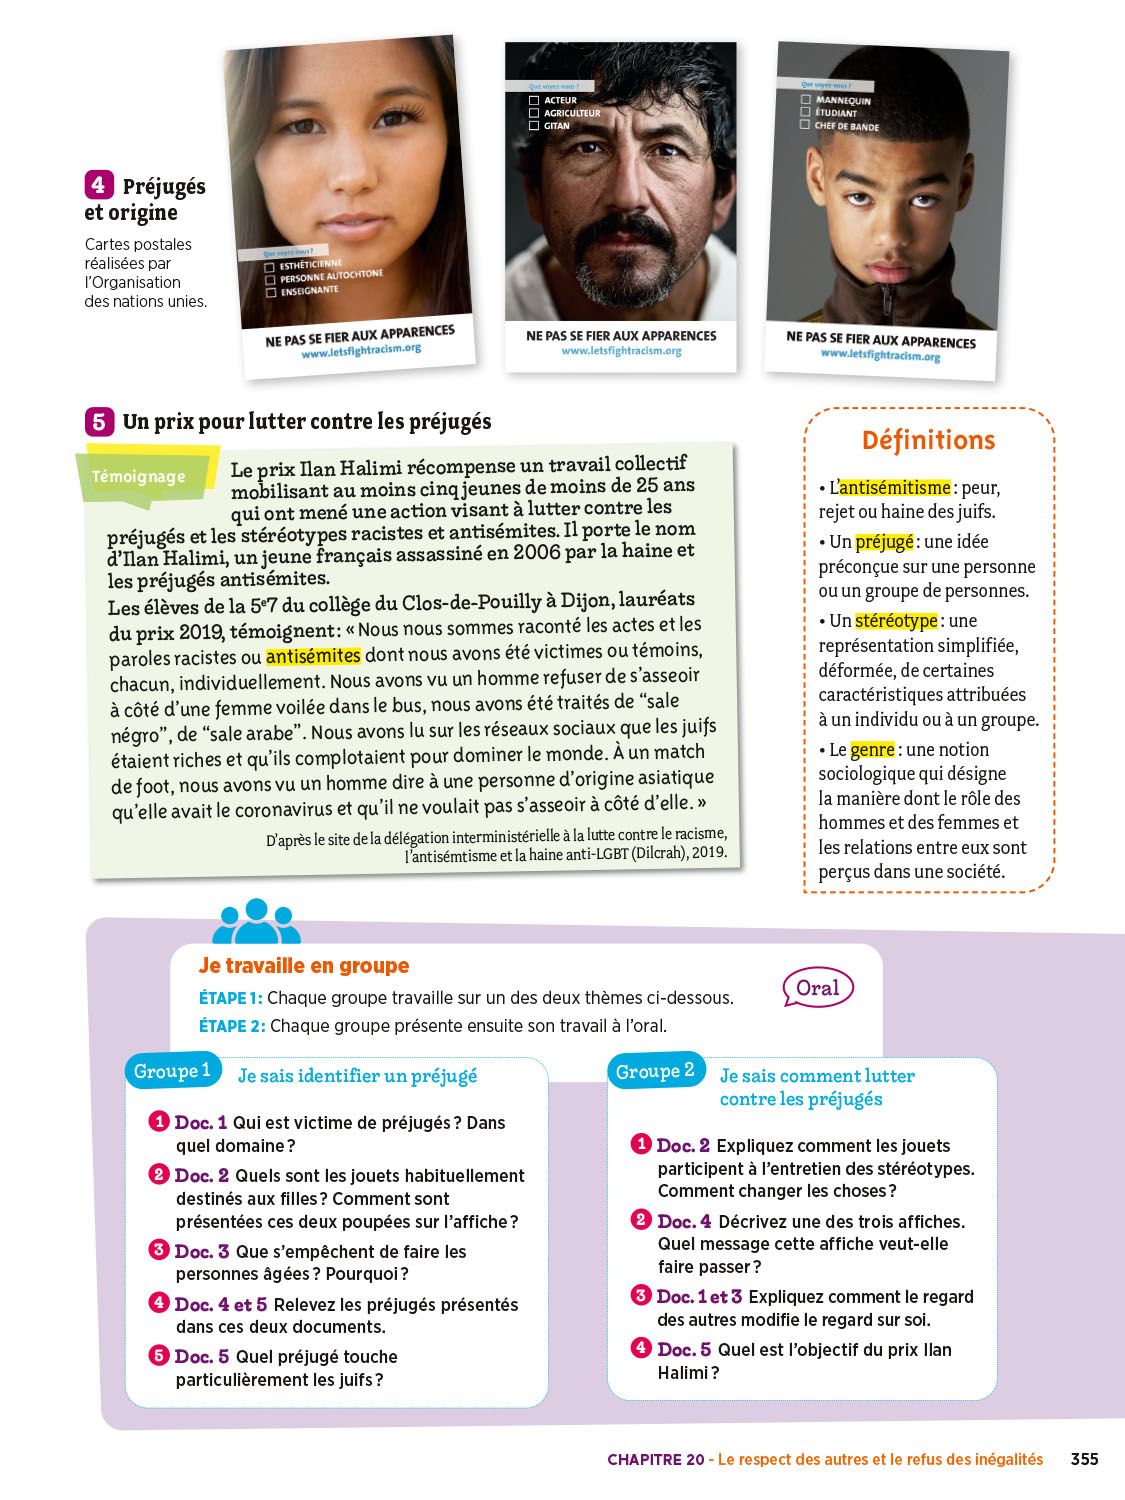 4 Préjugés
et origine
Cartes postales
réalisées par
l'Organisation
des nations unies.
Que voyez-vous ?
ESTHÉTICIENNE
PERSONNE AUTOCHTONE
ENSEIGNANTE
NE PAS SE FIER AUX APPARENCES
www.letsfightracism.org
Que voyez-vous ?
ACTEUR
AGRICULTEUR
GITAN
NE PAS SE FIER AUX APPARENCES
www.letsfightracism.org
Que voyez-vous ?
MANNEQUIN
ÉTUDIANT
CHEF DE BANDE
NE PAS SE FIER AUX APPARENCES
www.letsfightracism.org
5 Un prix pour lutter contre les préjugés
Témoignage
Le prix Ilan Halimi récompense un travail collectif
mobilisant au moins cinq jeunes de moins de 25 ans
qui ont mené une action visant à lutter contre les
préjugés et les stéréotypes racistes et antisémites. Il porte le nom
d'Ilan Halimi, un jeune français assassiné en 2006 par la haine et
les préjugés antisémites.
Les élèves de la 5e7 du collège du Clos-de-Pouilly à Dijon, lauréats
du prix 2019, témoignent : « Nous nous sommes raconté les actes et les
paroles racistes ou antisémites dont nous avons été victimes ou témoins,
chacun, individuellement. Nous avons vu un homme refuser de s'asseoir
à côté d'une femme voilée dans le bus, nous avons été traités de “sale
négro”, de “sale arabe”. Nous avons lu sur les réseaux sociaux que les juifs
étaient riches et qu'ils complotaient pour dominer le monde. À un match
de foot, nous avons vu un homme dire à une personne d'origine asiatique
qu'elle avait le coronavirus et qu'il ne voulait pas s'asseoir à côté d'elle. »
D'après le site de la délégation interministérielle à la lutte contre le racisme,
l'antisémtisme et la haine anti-LGBT (Dilcrah), 2019.
Définitions
• L'antisémitisme : peur,
rejet ou haine des juifs.
• Un préjugé : une idée
préconçue sur une personne
ou un groupe de personnes.
• Un stéréotype : une
représentation simplifiée,
déformée, de certaines
caractéristiques attribuées
à un individu ou à un groupe.
• Le genre : une notion
sociologique qui désigne
la manière dont le rôle des
hommes et des femmes et
les relations entre eux sont
perçus dans une société.
Je travaille en groupe
ÉTAPE 1 : Chaque groupe travaille sur un des deux thèmes ci-dessous.
ÉTAPE 2 : Chaque groupe présente ensuite son travail à l'oral.
Oral
Groupe 1 Je sais identifier un préjugé
1 Doc. 1 Qui est victime de préjugés ? Dans
quel domaine ?
2 Doc. 2 Quels sont les jouets habituellement
destinés aux filles ? Comment sont
présentées ces deux poupées sur l'affiche ?
3 Doc. 3 Que s'empêchent de faire les
personnes âgées ? Pourquoi ?
4 Doc. 4 et 5 Relevez les préjugés présentés
dans ces deux documents.
5 Doc. 5 Quel préjugé touche
particulièrement les juifs ?
Groupe 2 Je sais comment lutter
contre les préjugés
1 Doc. 2 Expliquez comment les jouets
participent à l'entretien des stéréotypes.
Comment changer les choses ?
2 Doc. 4 Décrivez une des trois affiches.
Quel message cette affiche veut-elle
faire passer ?
3 Doc. 1 et 3 Expliquez comment le regard
des autres modifie le regard sur soi.
4 Doc. 5 Quel est l'objectif du prix Ilan
Halimi ?
CHAPITRE 20 - Le respect des autres et le refus des inégalités 355